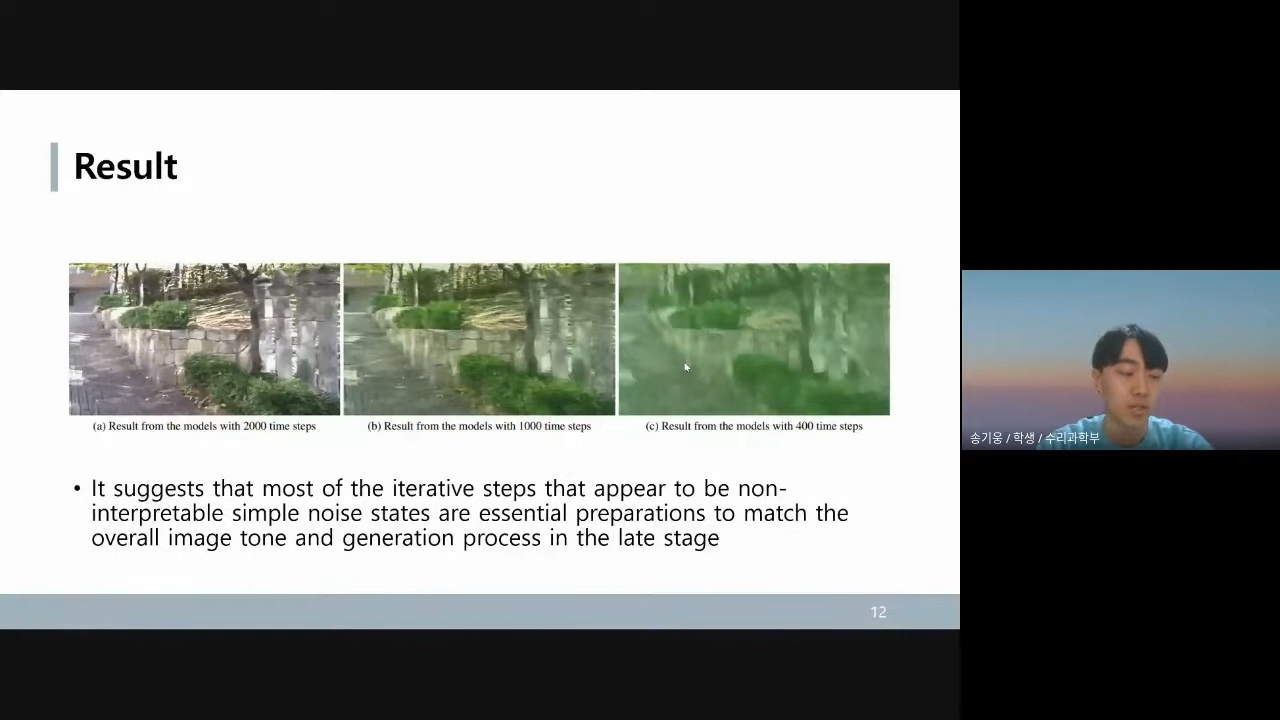 Result
(a) Result from the models with 2000 time steps
(b) Result from the models with 1000 time steps
(c) Result from the models with 400 time steps
• It suggests that most of the iterative steps that appear to be non-
interpretable simple noise states are essential preparations to match the
overall image tone and generation process in the late stage
12
송기웅 / 학생 / 수리과학부